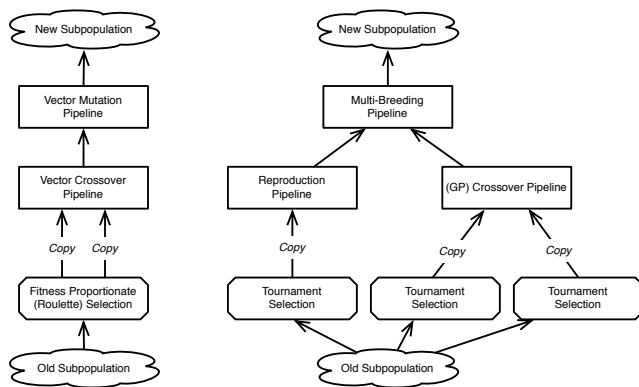 New Subpopulation
Vector Mutation
Pipeline
Vector Crossover
Pipeline
Copy Copy
Fitness Proportionate
(Roulette) Selection
Old Subpopulation
New Subpopulation
Multi-Breeding
Pipeline
Reproduction
Pipeline
(GP) Crossover Pipeline
Copy Copy Copy
Tournament
Selection
Tournament
Selection
Tournament
Selection
Old Subpopulation